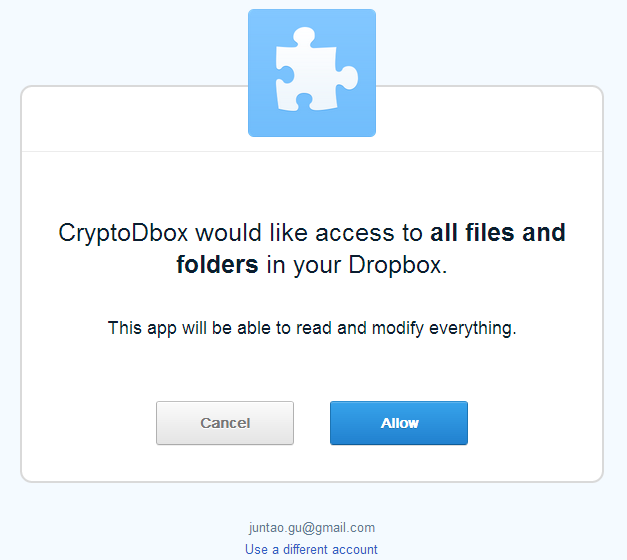 CryptoDbox would like access to all files and
folders in your Dropbox.
This app will be able to read and modify everything.
Cancel
Allow
juntao.gu@gmail.com
Use a different account